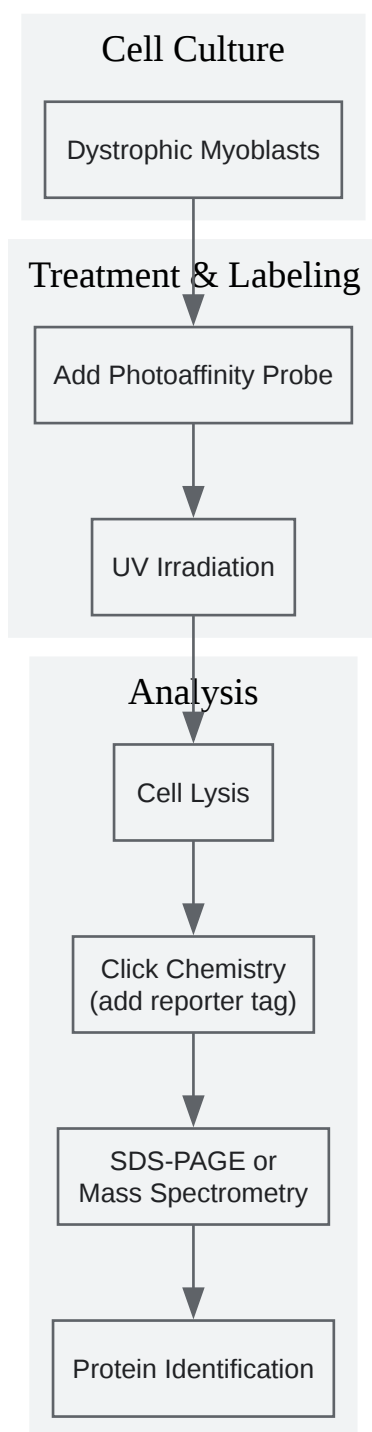 Cell Culture
Dystrophic Myoblasts
Treatment & Labeling
Add Photoaffinity Probe
UV Irradiation
Analysis
Cell Lysis
Click Chemistry
(add reporter tag)
SDS-PAGE or
Mass Spectrometry
Protein Identification